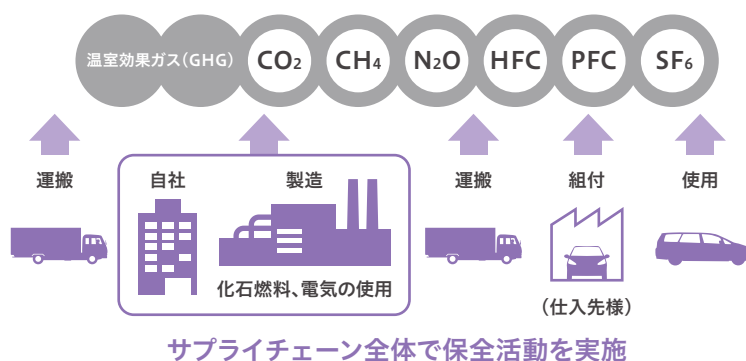 温室効果ガス(GHG) CO2 CH4 N2O HFC PFC SF6
運搬 自社 製造 運搬 組付 使用
化石燃料、電気の使用
(仕入先様)
サプライチェーン全体で保全活動を実施